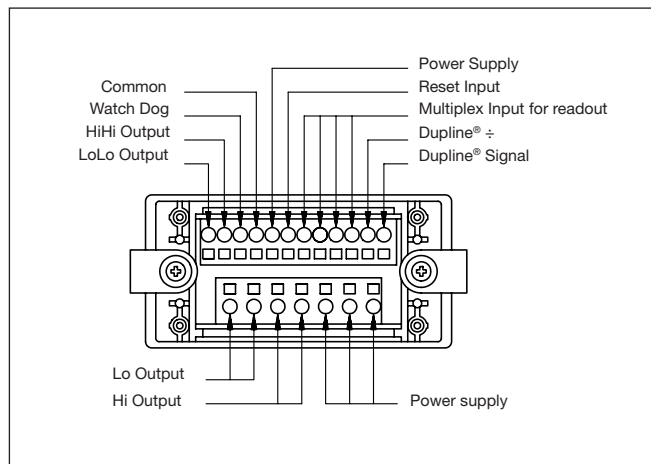 Power Supply
Common
Reset Input
Watch Dog
Multiplex Input for readout
HiHi Output
Dupline® ÷
LoLo Output
Dupline® Signal
Lo Output
Hi Output
Power supply